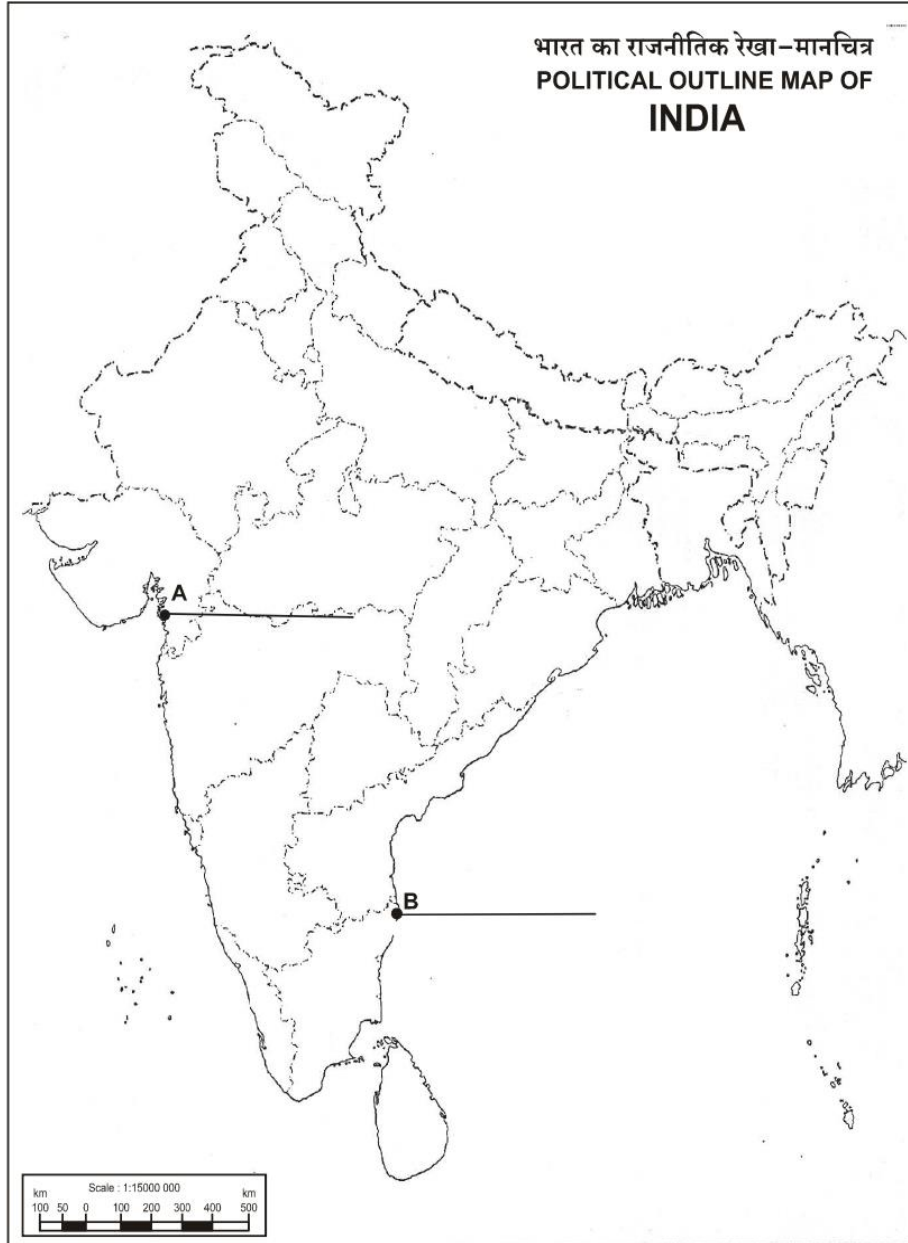 भारत का राजनीतिक रेखा–मानचित्र
POLITICAL OUTLINE MAP OF
INDIA
A
B
Scale : 1:15000 000
km km
100 50 0 100 200 300 400 500